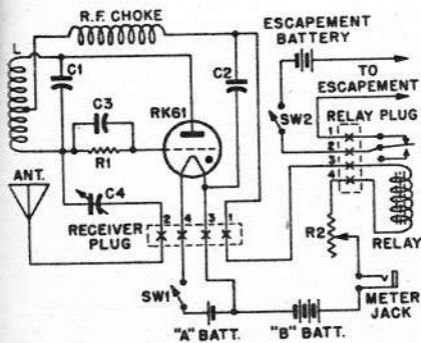 R.F. CHOKE
ESCAPEMENT
BATTERY
L
C1
C2
TO
ESCAPEMENT
C3
RK61
SW2
RELAY PLUG
1
2
3
4
R1
ANT.
C4
2 4 3 1
RECEIVER
PLUG
R2
RELAY
SW1
METER
JACK
"A" BATT. "B" BATT.